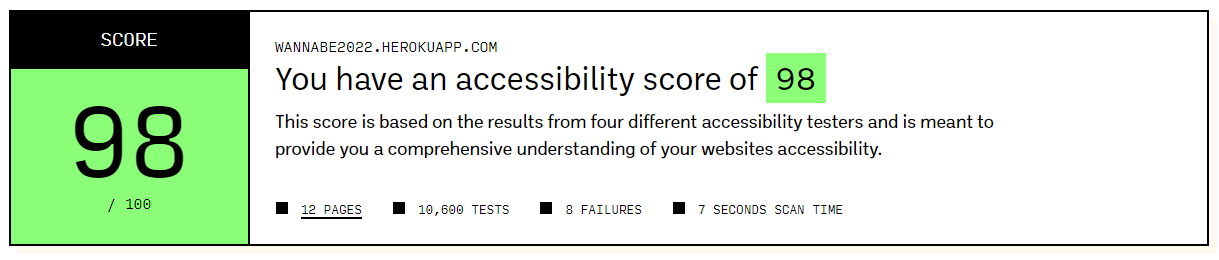 SCORE
98
/ 100
WANNABE2022.HEROKUAPP.COM
You have an accessibility score of 98
This score is based on the results from four different accessibility testers and is meant to
provide you a comprehensive understanding of your websites accessibility.
12 PAGES 10,600 TESTS 8 FAILURES 7 SECONDS SCAN TIME